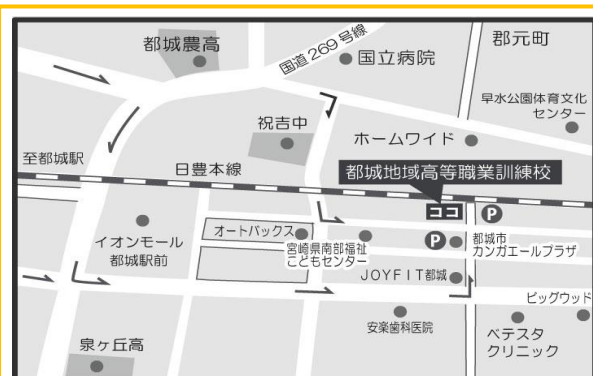 都城農高
国道269号線
国立病院
郡元町
早水公園体育文化
センター
祝吉中
ホームワイド
至都城駅
日豊本線
都城地域高等職業訓練校
ココ
P
オートバックス
イオンモール
都城駅前
宮崎県南部福祉
こどもセンター
P
都城市
カンガエールプラザ
JOYFIT都城
ビッグウッド
安楽歯科医院
ベテスタ
クリニック
泉ヶ丘高